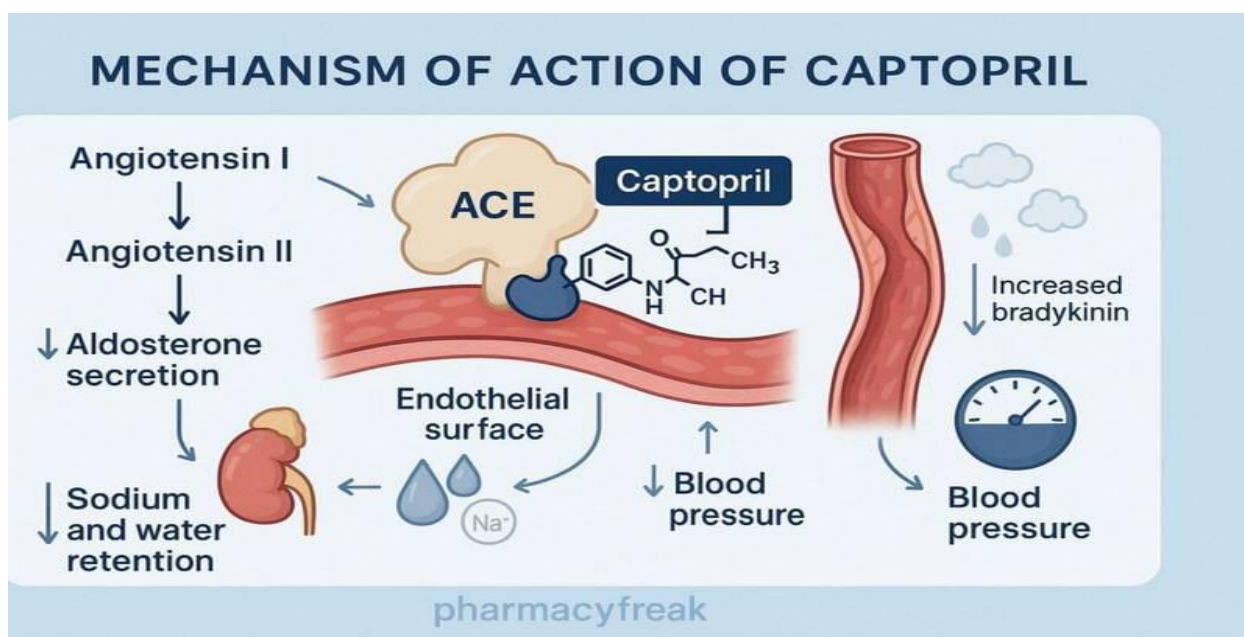 MECHANISM OF ACTION OF CAPTOPRIL
Angiotensin I
Angiotensin II
↓ Aldosterone
secretion
↓ Sodium
and water
retention
ACE
Captopril
O
CH₃
N
H
CH
Endothelial
surface
Na⁻
↓ Blood
pressure
Increased
bradykinin
Blood
pressure
pharmacyfreak